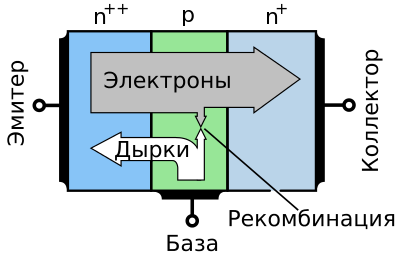 n++ p n+
Электроны
Дырки
Эмитер
Коллектор
Рекомбинация
База